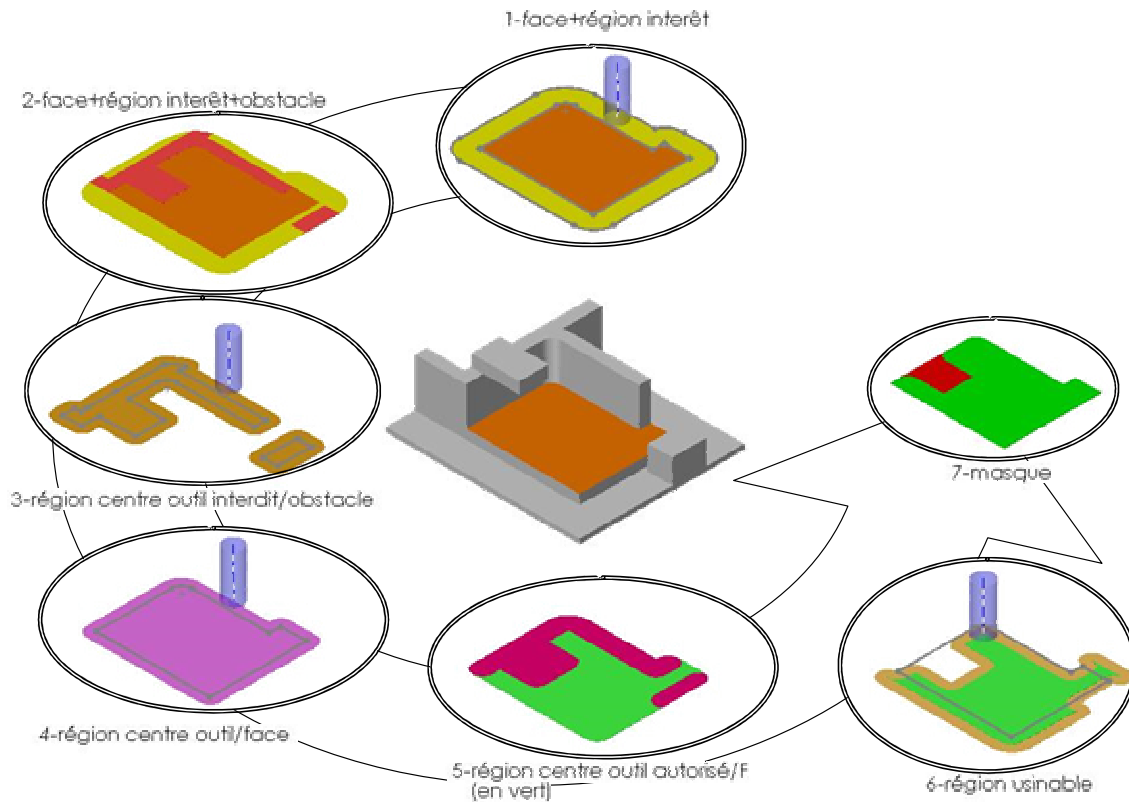 1-face+région interêt
2-face+région interêt+obstacle
3-région centre outil interdit/obstacle
4-région centre outil/face
5-région centre outil autorisé/F
(en vert)
6-région usinable
7-masque